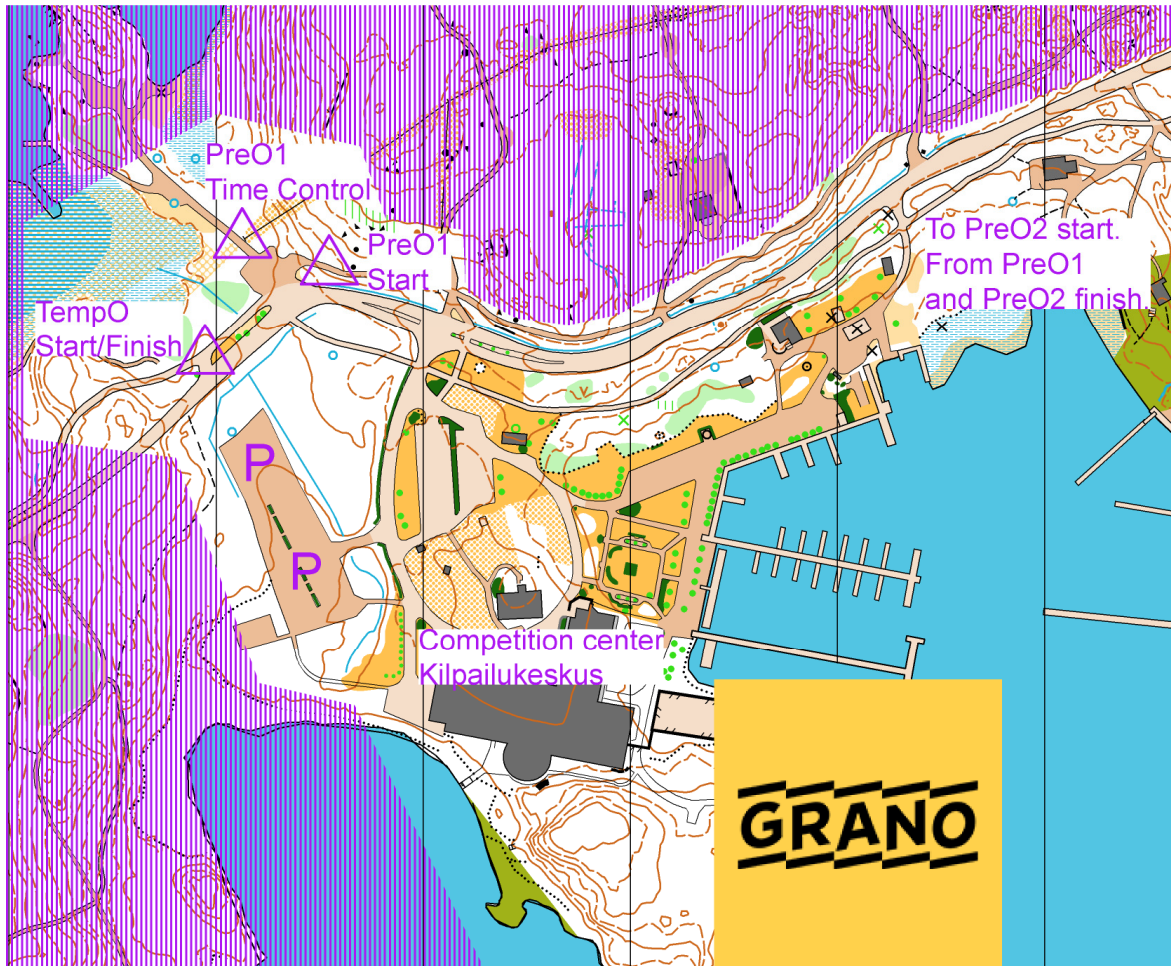 PreO1
Time Control
PreO1
Start
To PreO2 start.
From PreO1
and PreO2 finish.
TempO
Start/Finish
P
P
Competition center
Kilpailukeskus
GRANO